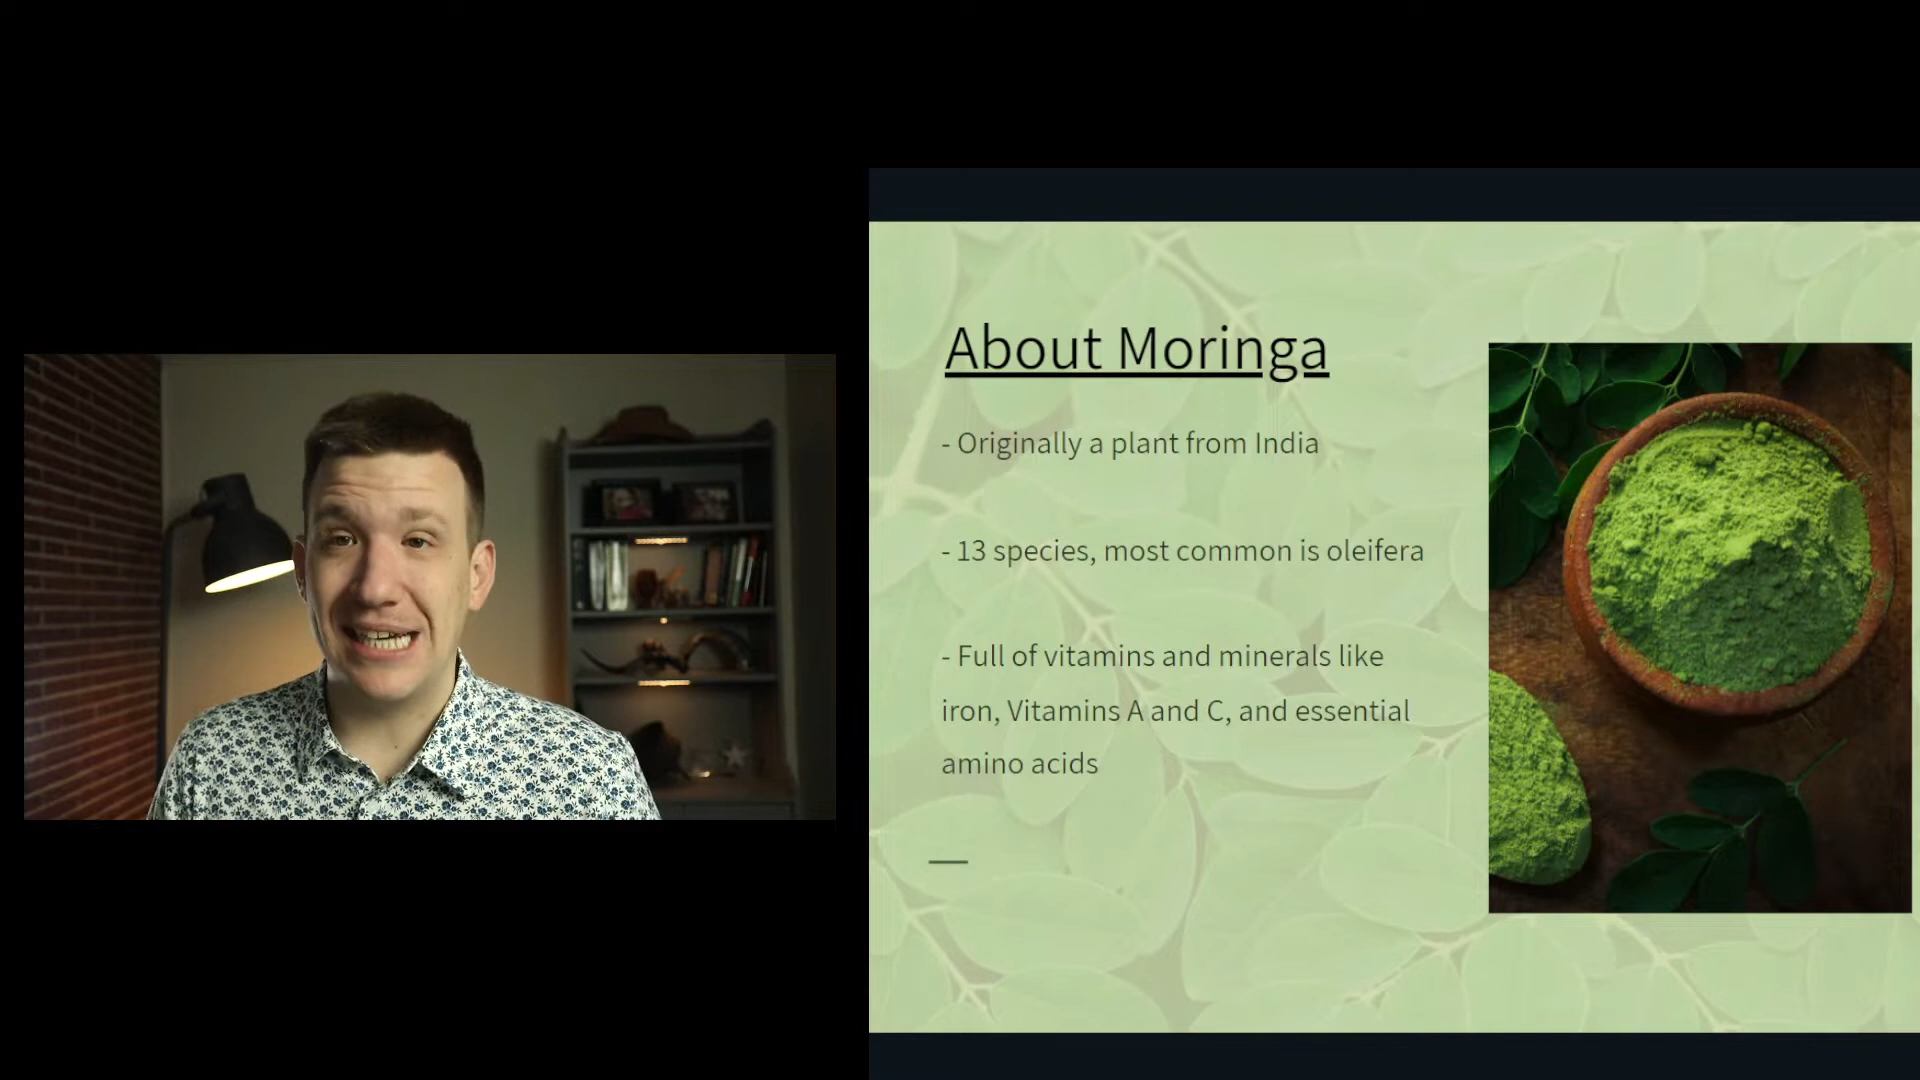 About Moringa
- Originally a plant from India
- 13 species, most common is oleifera
- Full of vitamins and minerals like
iron, Vitamins A and C, and essential
amino acids